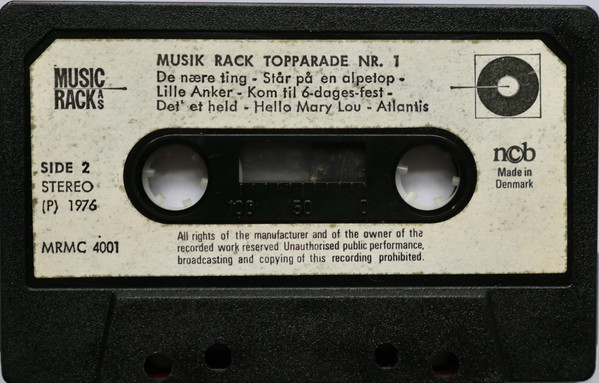 MUSIK RACK TOPPARADE NR. 1
De nære ting - Står på en alpetop -
Lille Anker - Kom til 6-dages-fest -
Det' et held - Hello Mary Lou - Atlantis
MUSIC
RACK A/S
SIDE 2
STEREO
(P) 1976
MRMC 4001
ncb
Made in
Denmark
100 50 0
All rights of the manufacturer and of the owner of the
recorded work reserved. Unauthorised public performance,
broadcasting and copying of this recording prohibited.